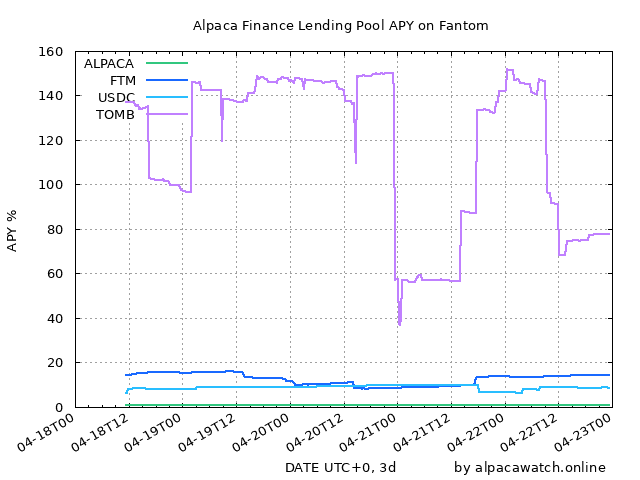 Alpaca Finance Lending Pool APY on Fantom
160
140
120
100
80
60
40
20
0
APY %
ALPACA
FTM
USDC
TOMB
04-18T00
04-18T12
04-19T00
04-19T12
04-20T00
04-20T12
04-21T00
04-21T12
04-22T00
04-22T12
04-23T00
DATE UTC+0, 3d
by alpacawatch.online